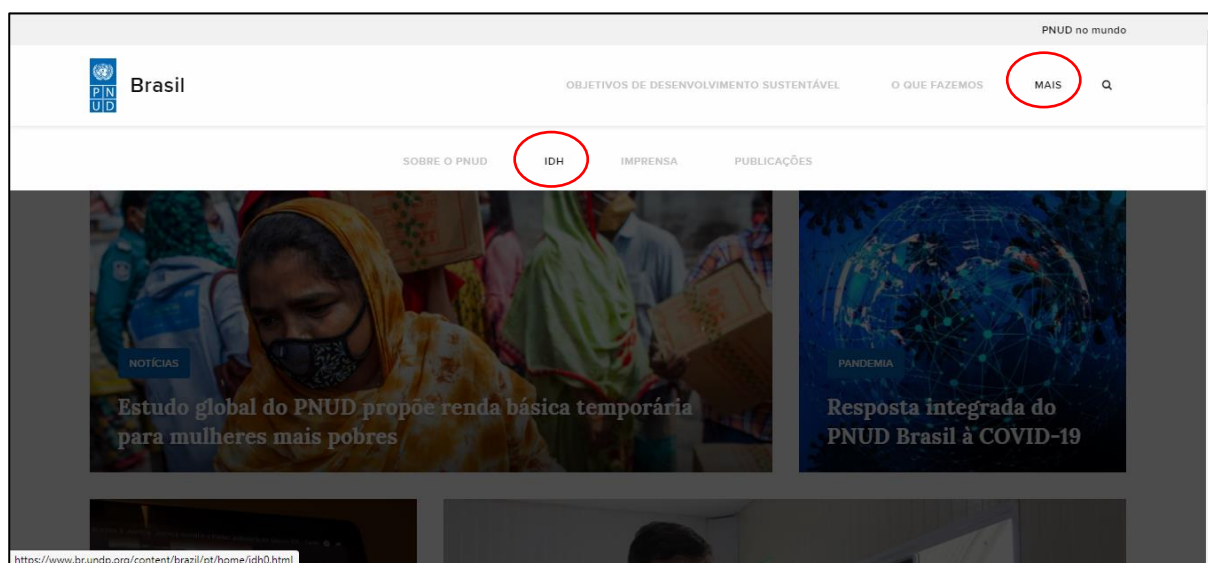 PNUD no mundo
PN
UD
Brasil
OBJETIVOS DE DESENVOLVIMENTO SUSTENTÁVEL
O QUE FAZEMOS
MAIS
SOBRE O PNUD
IDH
IMPRENSA
PUBLICAÇÕES
NOTÍCIAS
Estudo global do PNUD propõe renda básica temporária
para mulheres mais pobres
PANDEMIA
Resposta integrada do
PNUD Brasil à COVID-19
https://www.br.undp.org/content/brazil/pt/home/idh0.html